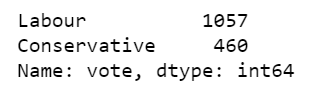 Labour          1057
Conservative     460
Name: vote, dtype: int64